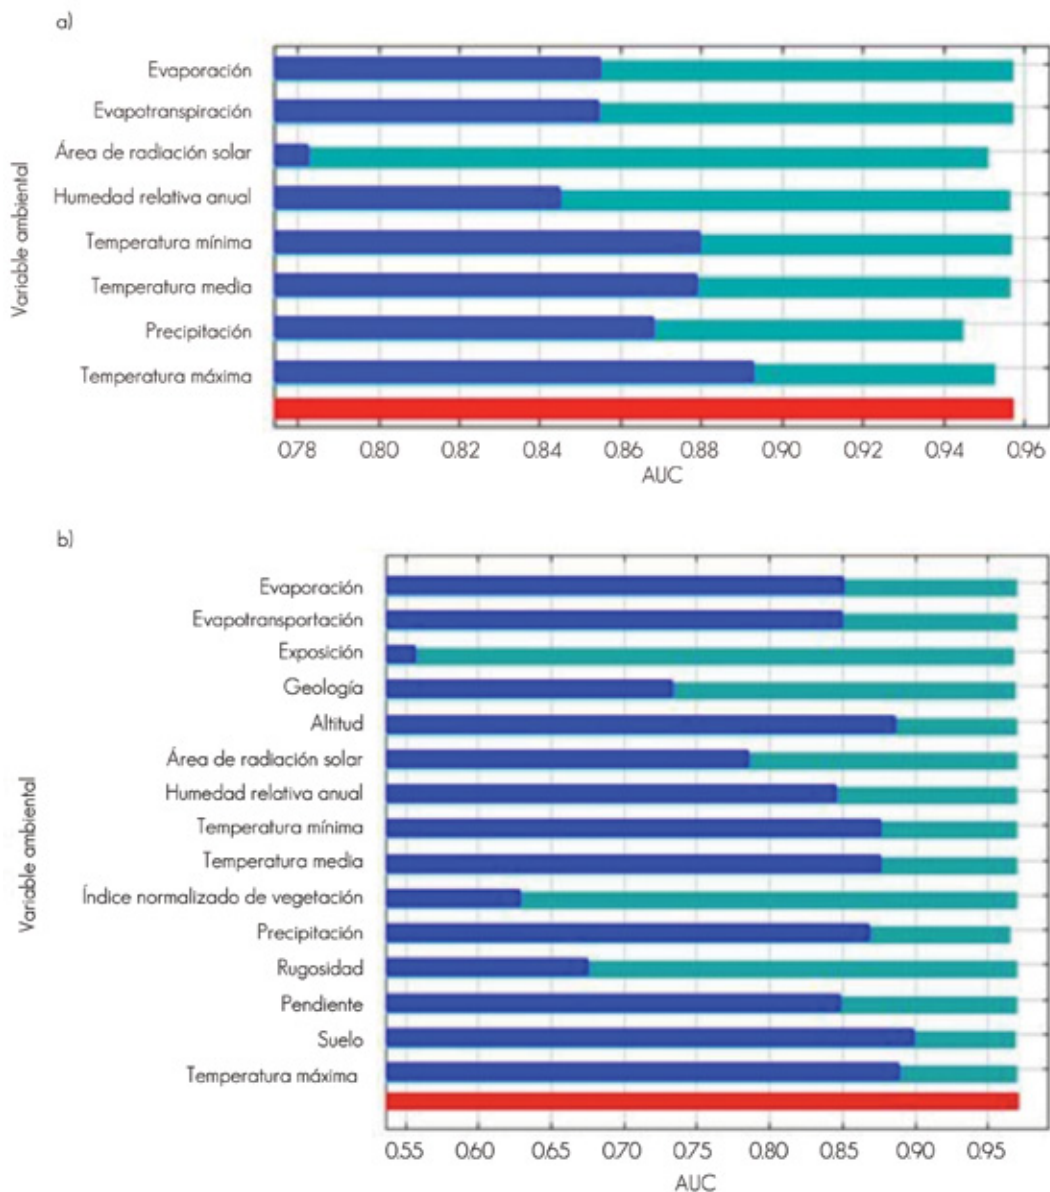 a)
Variable ambiental
Evaporación
Evapotranspiración
Área de radiación solar
Humedad relativa anual
Temperatura mínima
Temperatura media
Precipitación
Temperatura máxima
0.78 0.80 0.82 0.84 0.86 0.88 0.90 0.92 0.94 0.96
AUC
b)
Variable ambiental
Evaporación
Evapotransportación
Exposición
Geología
Altitud
Área de radiación solar
Humedad relativa anual
Temperatura mínima
Temperatura media
Índice normalizado de vegetación
Precipitación
Rugosidad
Pendiente
Suelo
Temperatura máxima
0.55 0.60 0.65 0.70 0.75 0.80 0.85 0.90 0.95
AUC